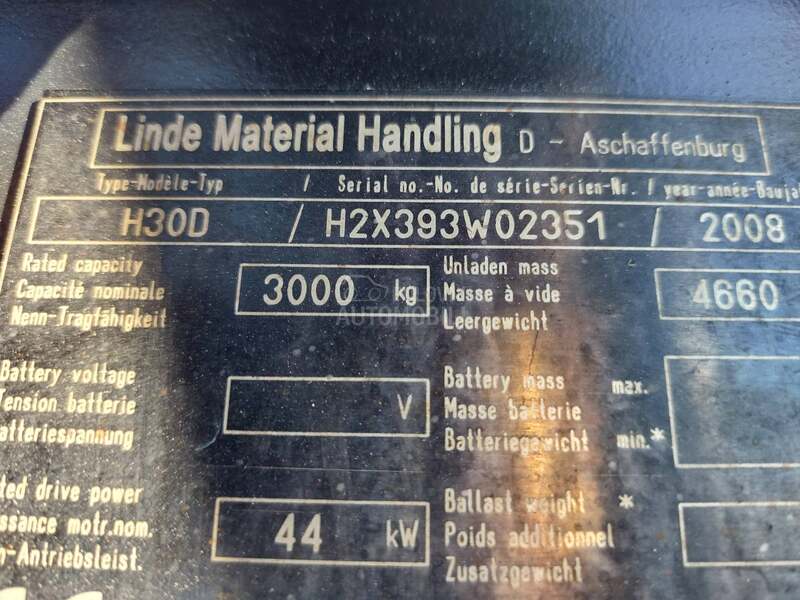 Linde Material Handling D - Aschaffenburg
Type-Modèle-Typ / Serial no.-No. de série-Serien-Nr. / year-année-Bauja
H30D / H2X393W02351 / 2008
Rated capacity
Capacité nominale
Nenn-Tragfähigkeit
3000 kg
Unladen mass
Masse à vide
Leergewicht
4660
AUTOMOBILI
Battery voltage
Tension batterie
atteriespannung
V
Battery mass max.
Masse batterie
Batteriegewicht min.*
ted drive power
ssance motr.nom.
n-Antriebsleist.
44 kW
Ballast weight *
Poids additionnel
Zusatzgewicht